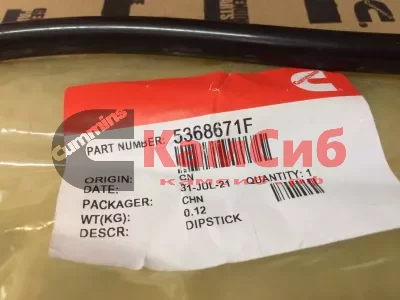 Cummins
PART NUMBER: 5368671F
КамСиб
ORIGIN: CN
DATE: 31-JUL-21 QUANTITY: 1
PACKAGER: CHN
WT(KG): 0.12
DESCR: DIPSTICK